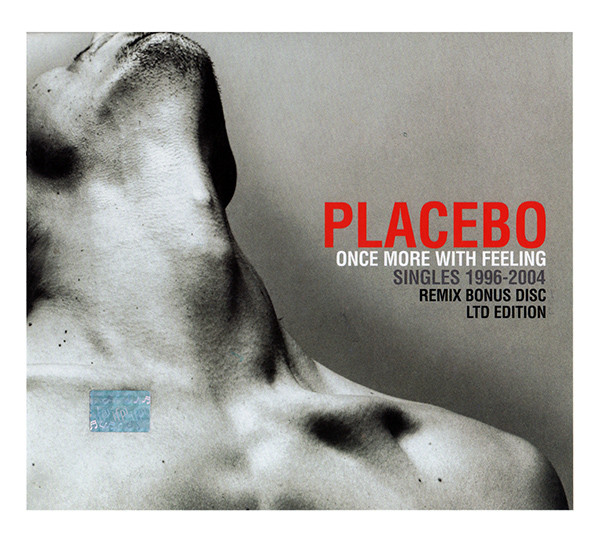 PLACEBO
ONCE MORE WITH FEELING
SINGLES 1996-2004
REMIX BONUS DISC
LTD EDITION